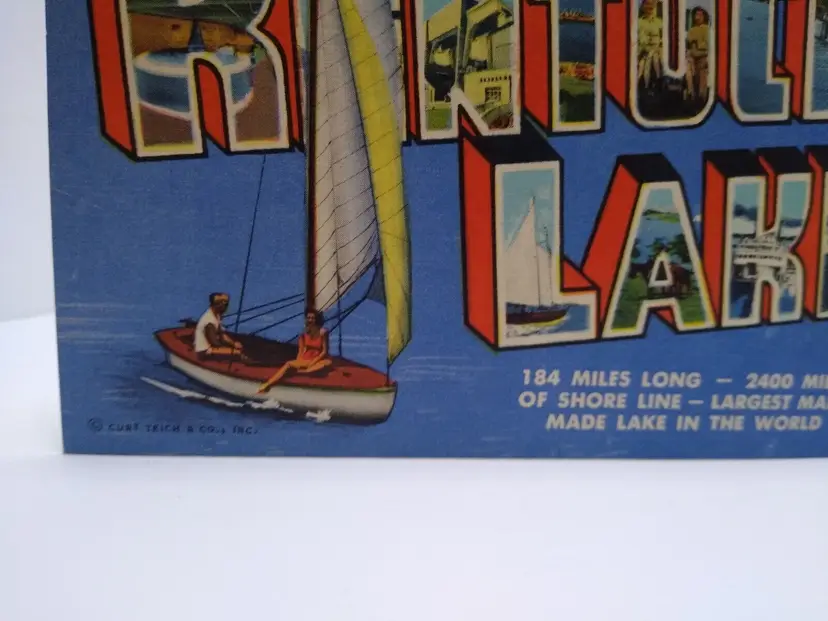 KENTUC
LAK
184 MILES LONG — 2400 MI
OF SHORE LINE — LARGEST MA
MADE LAKE IN THE WORLD
© CURT TEICH & CO., INC.